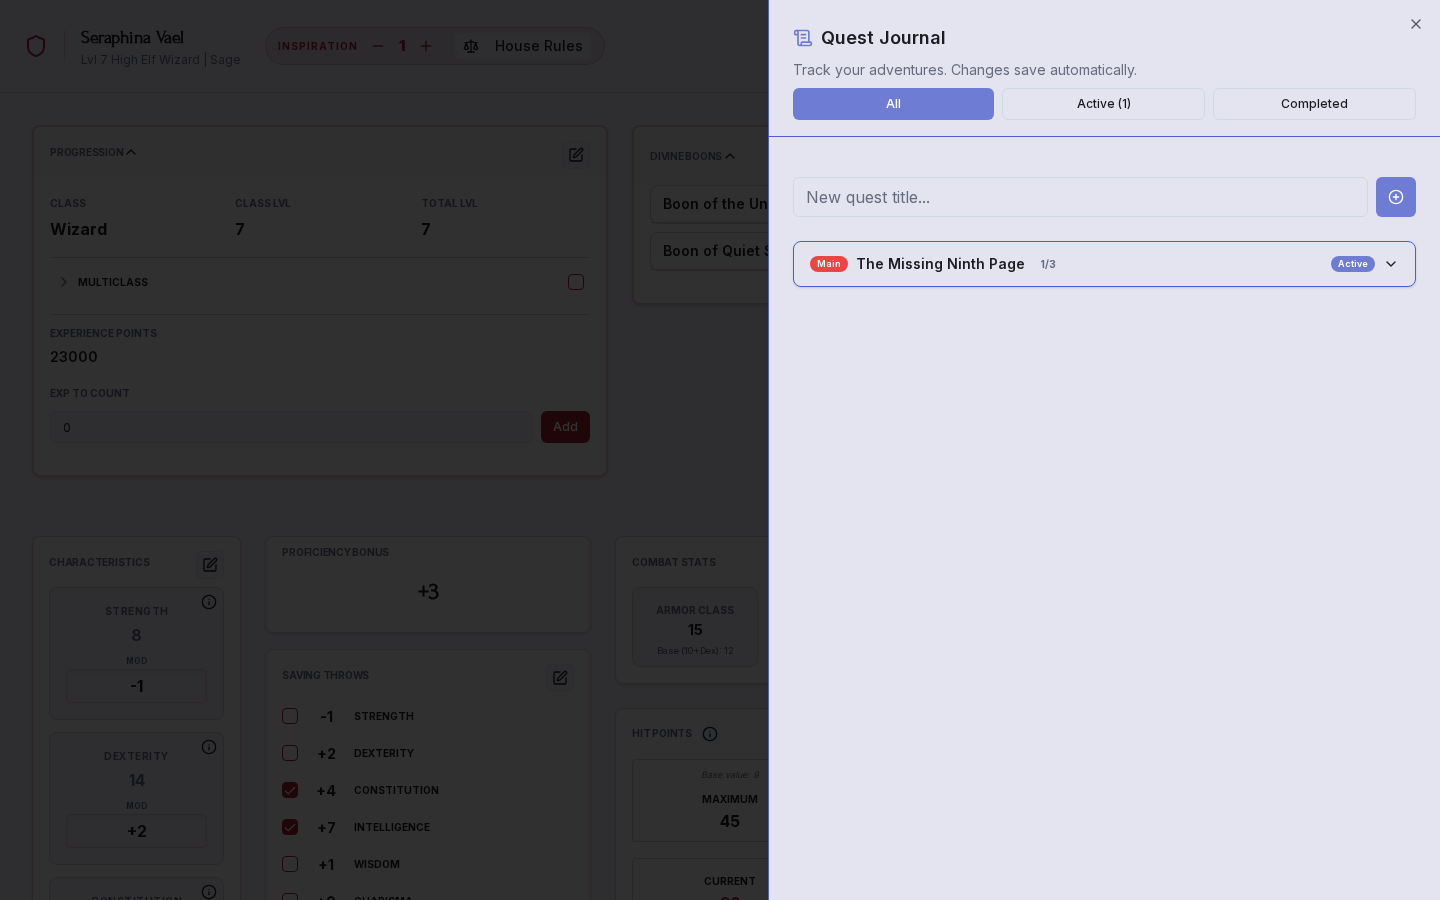 Seraphina Vael
Lvl 7 High Elf Wizard | Sage
INSPIRATION
1
House Rules
PROGRESSION
CLASS
CLASS LVL
TOTAL LVL
Wizard
7
7
MULTICLASS
EXPERIENCE POINTS
23000
EXP TO COUNT
0
Add
DIVINE BOONS
Boon of the Un
Boon of Quiet
CHARACTERISTICS
STRENGTH
8
MOD
-1
DEXTERITY
14
MOD
+2
CONSTITUTION
PROFICIENCY BONUS
+3
SAVING THROWS
-1 STRENGTH
+2 DEXTERITY
+4 CONSTITUTION
+7 INTELLIGENCE
+1 WISDOM
CHARISMA
COMBAT STATS
ARMOR CLASS
15
Base (10+Dex): 12
HIT POINTS
Base value: 9
MAXIMUM
45
CURRENT
Quest Journal
Track your adventures. Changes save automatically.
All
Active (1)
Completed
New quest title...
Main The Missing Ninth Page 1/3 Active